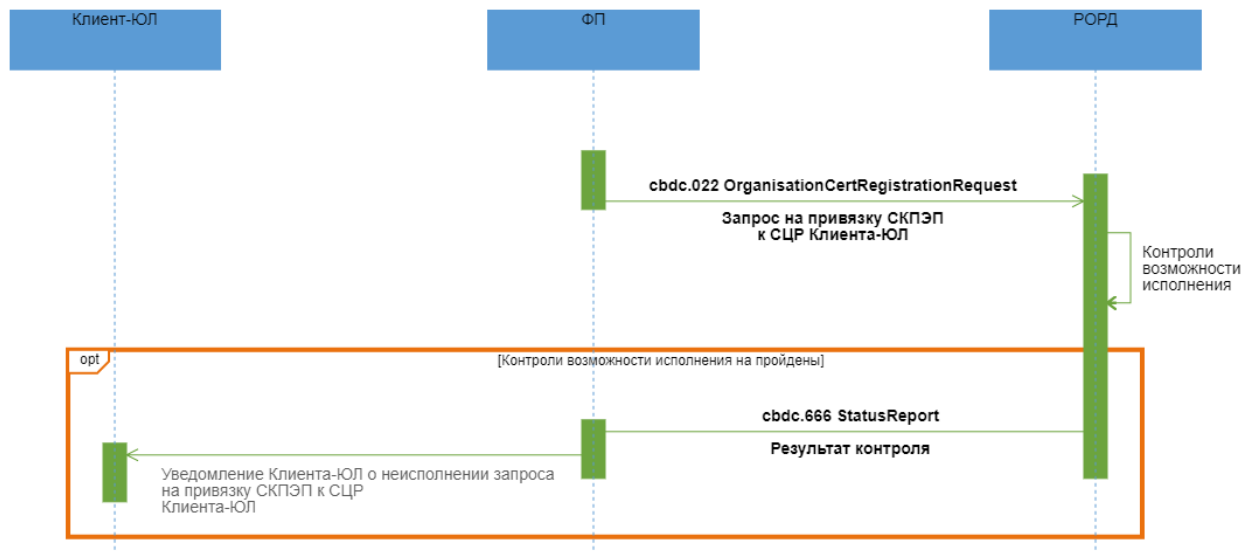 Клиент-ЮЛ
ФП
РОРД
cbdc.022 OrganisationCertRegistrationRequest
Запрос на привязку СКПЭП
к СЦР Клиента-ЮЛ
Контроли
возможности
исполнения
opt
[Контроли возможности исполнения на пройдены]
cbdc.666 StatusReport
Результат контроля
Уведомление Клиента-ЮЛ о неисполнении запроса
на привязку СКПЭП к СЦР
Клиента-ЮЛ